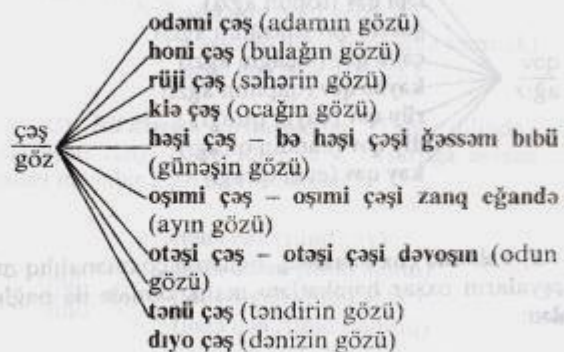 odəmi çəş (adamın gözü)
honi çəş (bulağın gözü)
rüji çəş (səhərin gözü)
kiə çəş (ocağın gözü)
çəş
göz
həşi çəş – bə həşi çəşi ğəssəm bıbü
(günəşin gözü)
oşımi çəş – oşımi çəşi zanq eğandə
(ayın gözü)
otəşi çəş – otəşi çəşi dəvoşın (odun
gözü)
tənü çəş (təndirin gözü)
dıyo çəş (dənizin gözü)